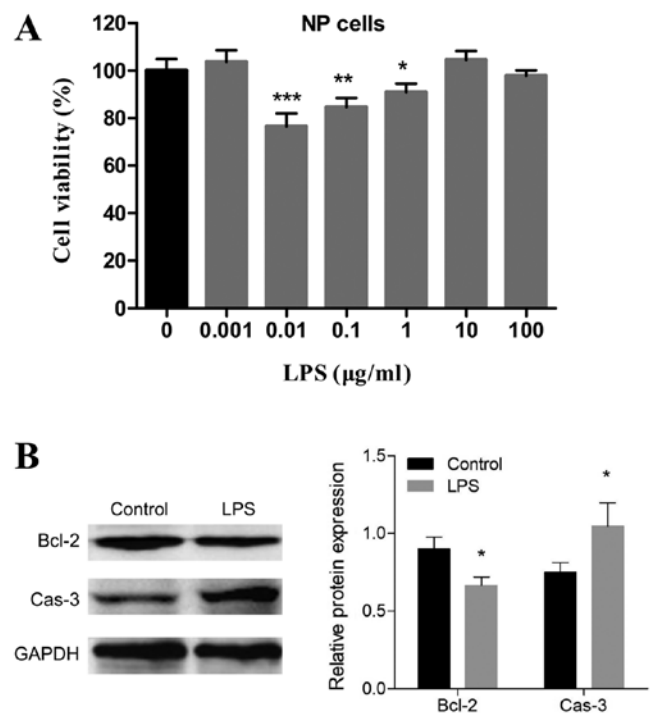 A
NP cells
Cell viability (%)
120
100
80
60
40
20
0
***
**
*
0 0.001 0.01 0.1 1 10 100
LPS (μg/ml)
B
Control LPS
Bcl-2
Cas-3
GAPDH
Relative protein expression
1.5
1.0
0.5
0.0
Control
LPS
*
*
Bcl-2 Cas-3